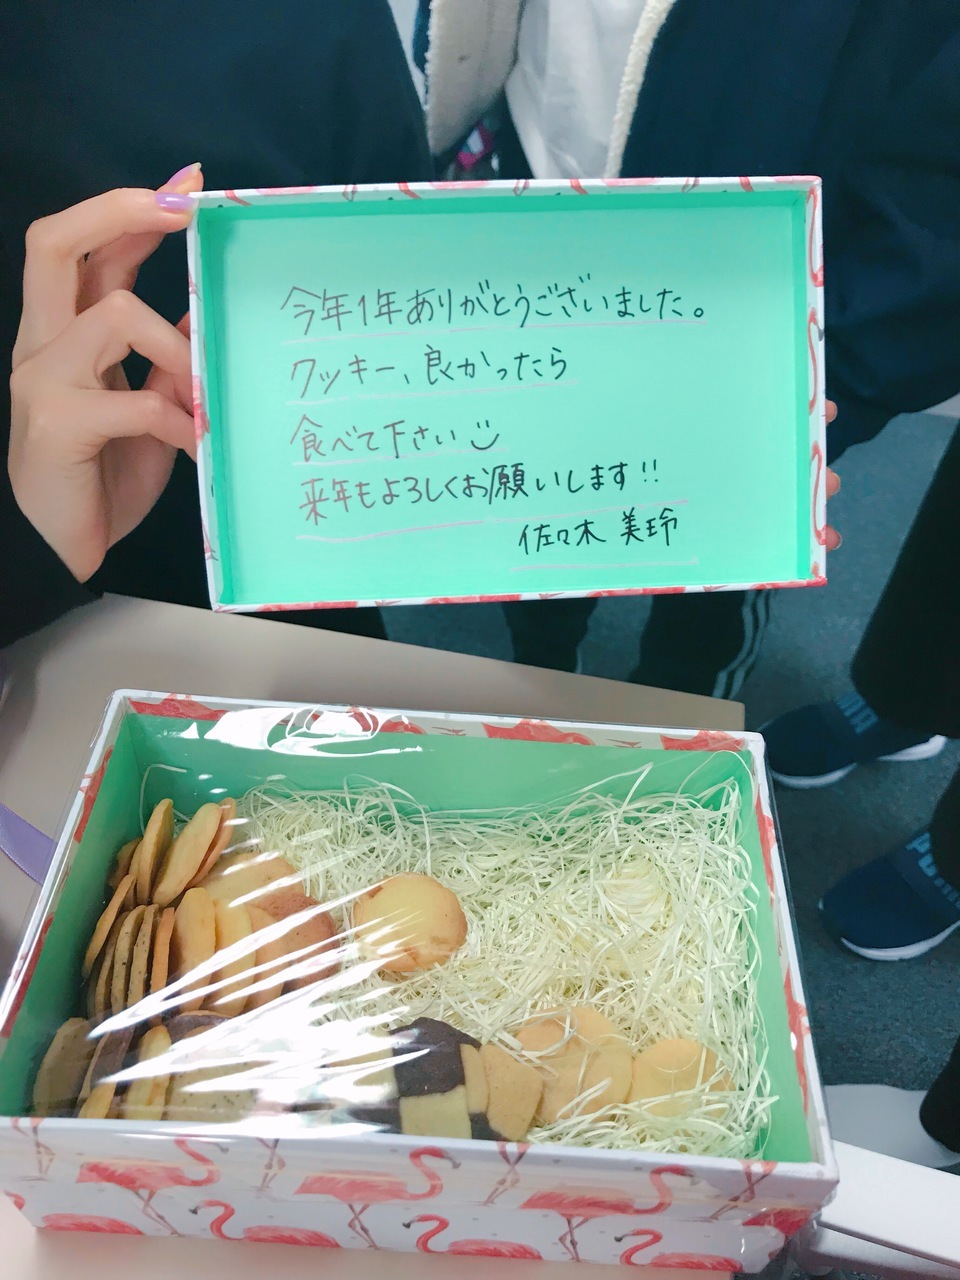 今年1年ありがとうございました。
クッキー、良かったら
食べて下さい
来年もよろしくお願いします!!
佐々木 美玲
PUMA